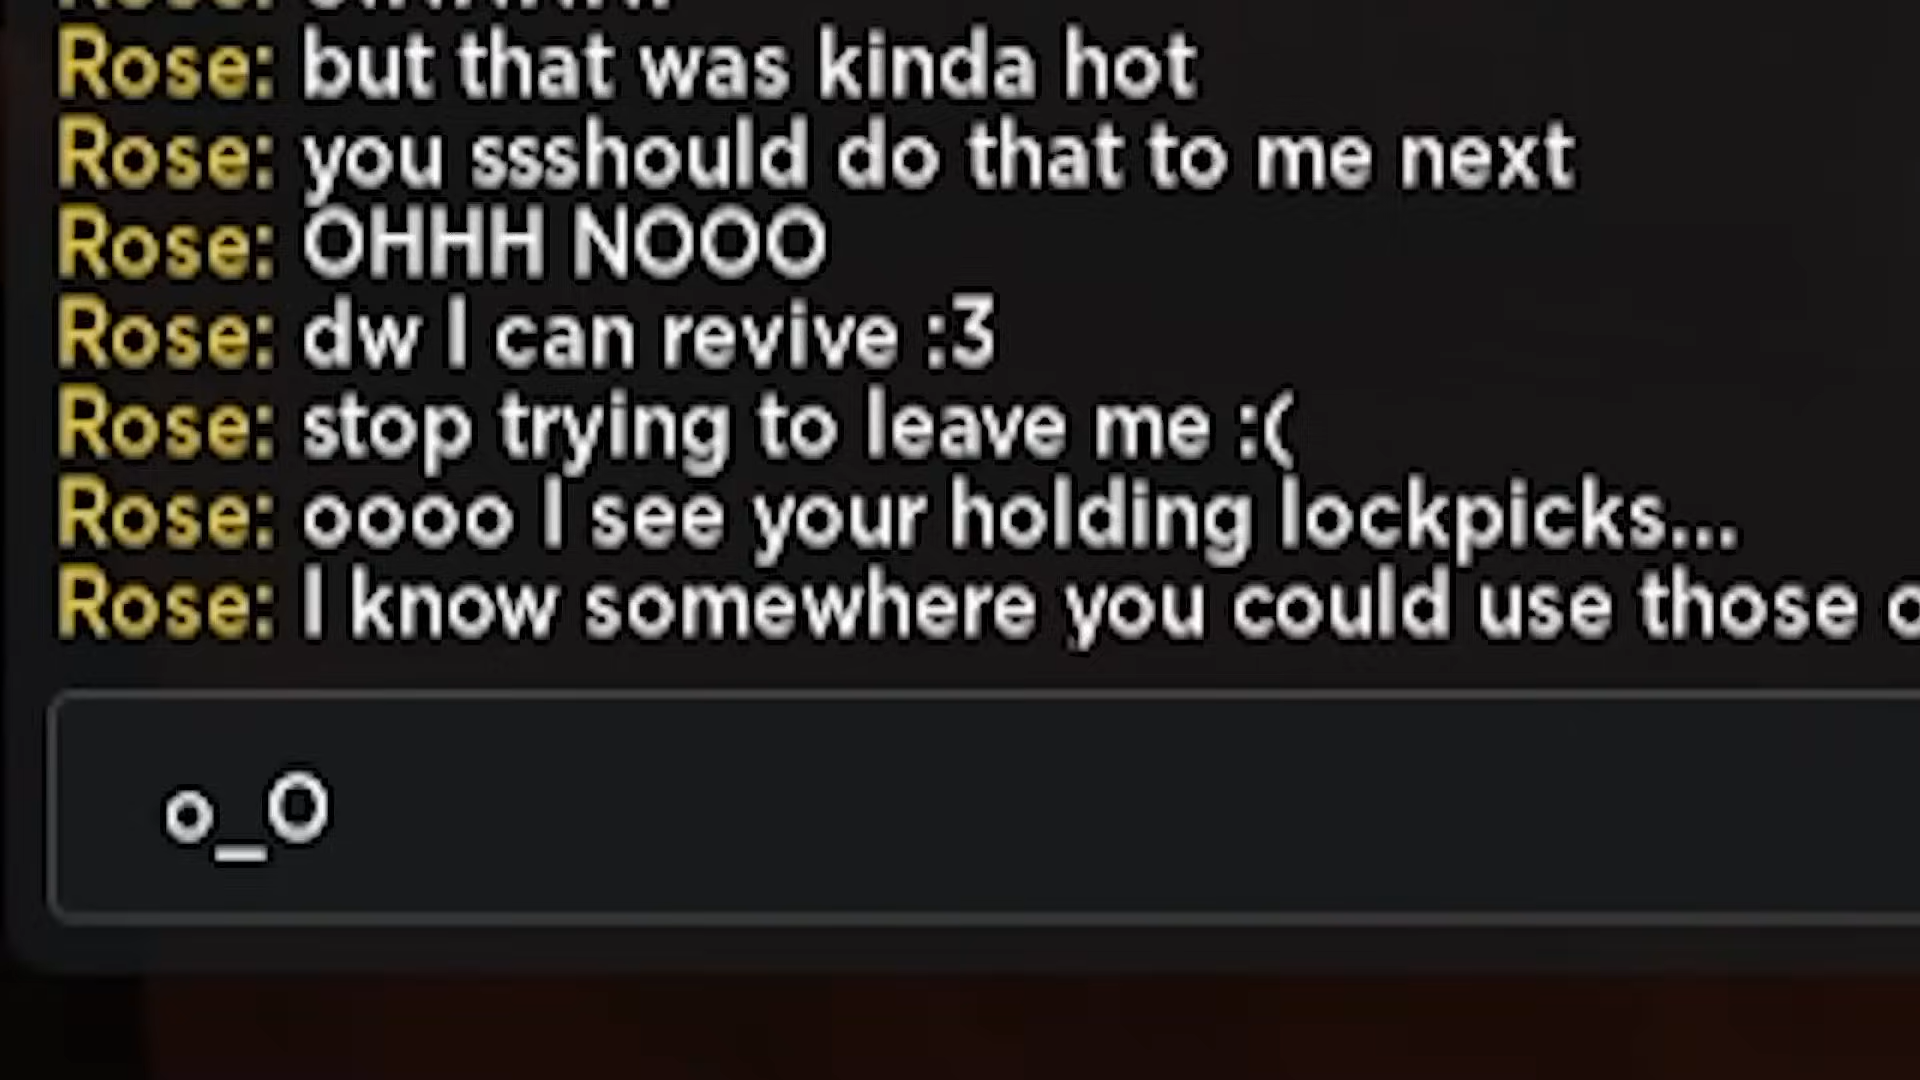 Rose:
Rose: but that was kinda hot
Rose: you ssshould do that to me next
Rose: OHHH NOOO
Rose: dw I can revive :3
Rose: stop trying to leave me :(
Rose: oooo I see your holding lockpicks...
Rose: I know somewhere you could use those
o_O